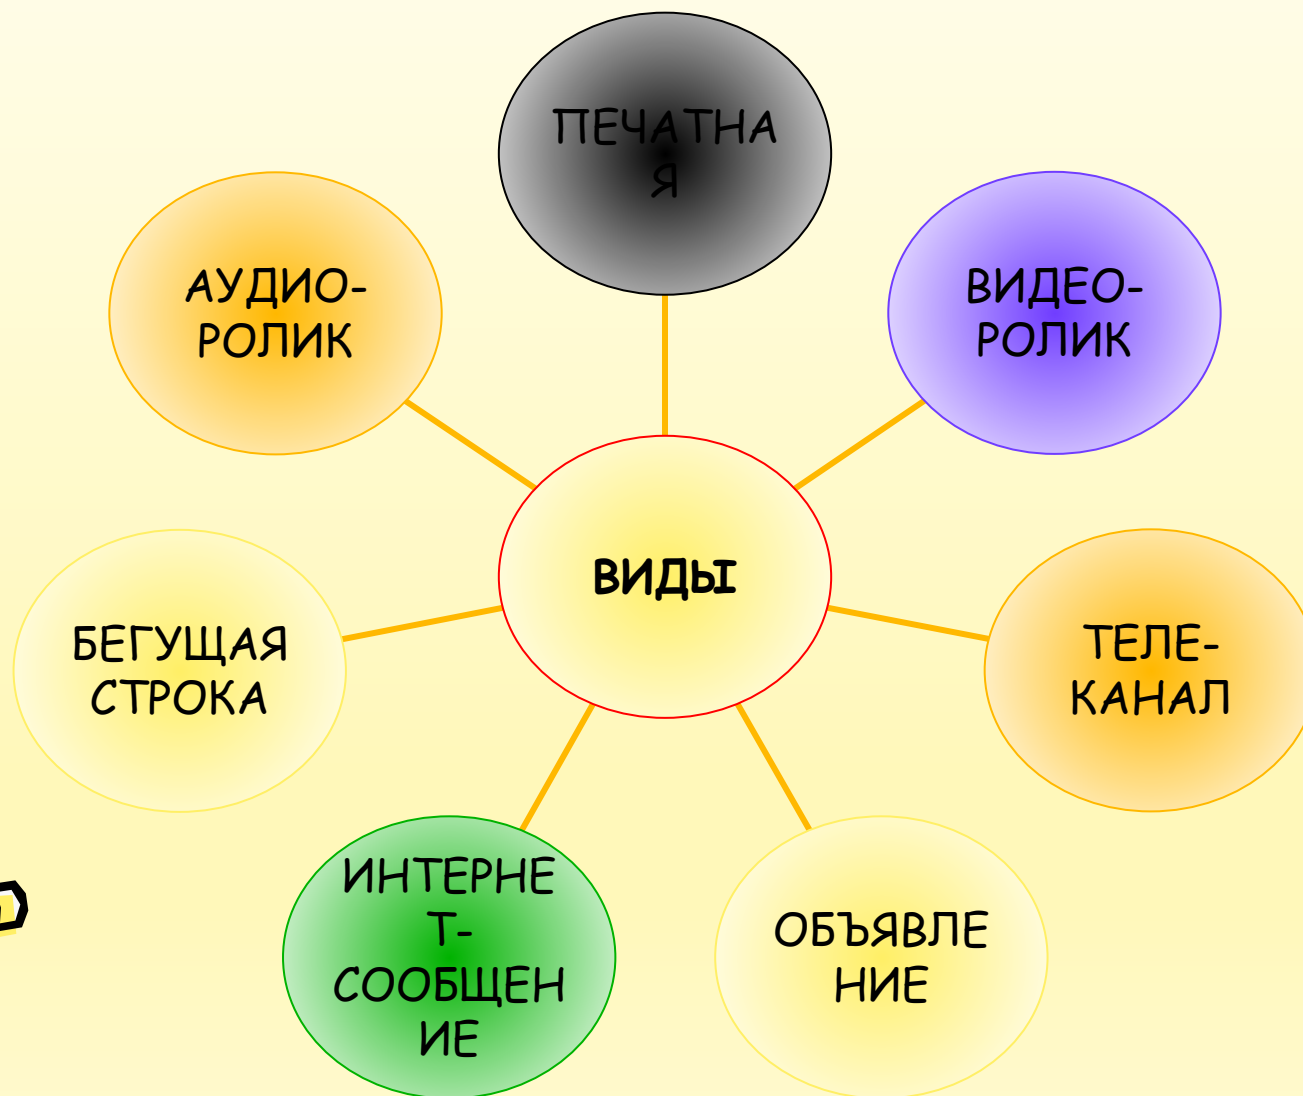 ПЕЧАТНА
Я
АУДИО-
РОЛИК
ВИДЕО-
РОЛИК
ВИДЫ
БЕГУЩАЯ
СТРОКА
ТЕЛЕ-
КАНАЛ
ИНТЕРНЕ
Т-
СООБЩЕН
ИЕ
ОБЪЯВЛЕ
НИЕ